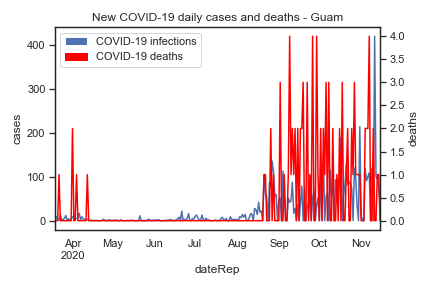 New COVID-19 daily cases and deaths - Guam
COVID-19 infections
COVID-19 deaths
400
300
200
100
0
cases
4.0
3.5
3.0
2.5
2.0
1.5
1.0
0.5
0.0
deaths
Apr May Jun Jul Aug Sep Oct Nov
2020
dateRep